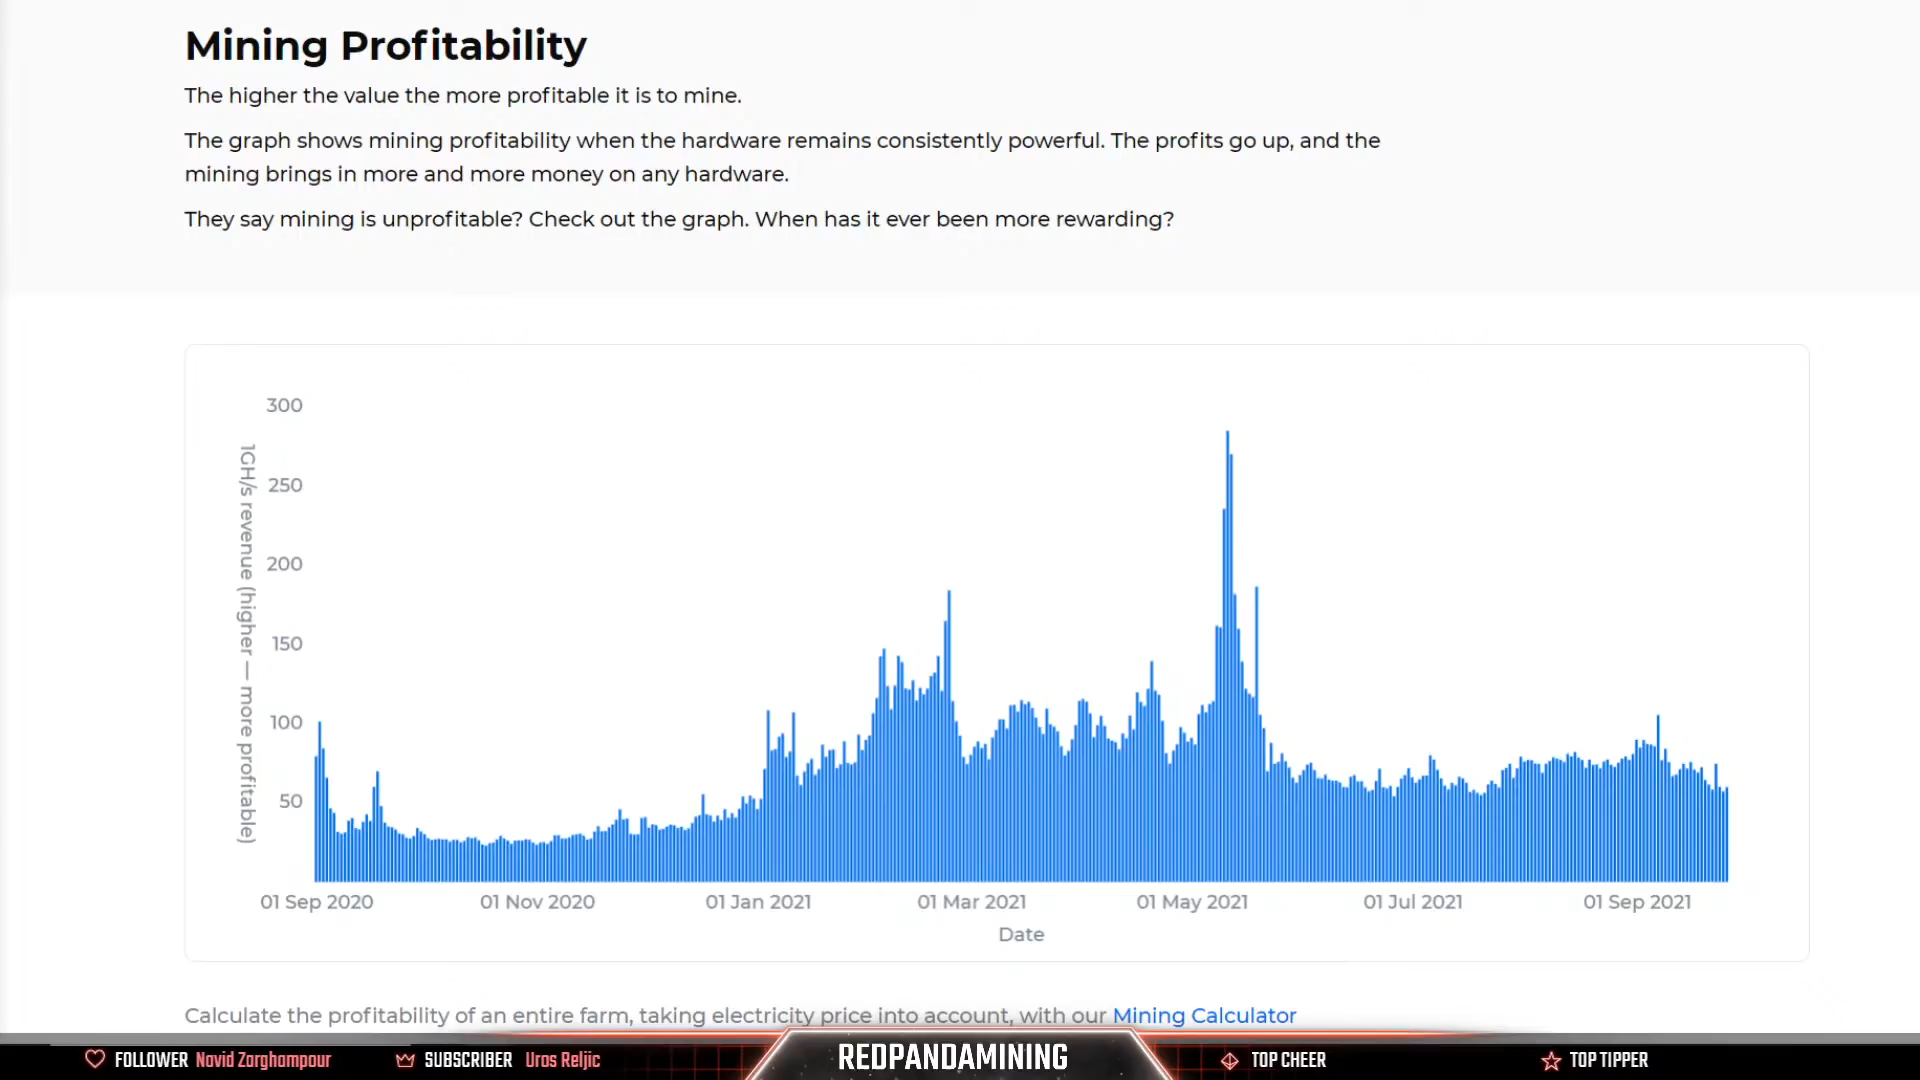 Mining Profitability
The higher the value the more profitable it is to mine.
The graph shows mining profitability when the hardware remains consistently powerful. The profits go up, and the
mining brings in more and more money on any hardware.
They say mining is unprofitable? Check out the graph. When has it ever been more rewarding?
300
250
200
150
100
50
1GH/s revenue (higher — more profitable)
01 Sep 2020 01 Nov 2020 01 Jan 2021 01 Mar 2021 01 May 2021 01 Jul 2021 01 Sep 2021
Date
Calculate the profitability of an entire farm, taking electricity price into account, with our Mining Calculator
FOLLOWER Navid Zarghampour SUBSCRIBER Uros Reljic REDPANDAMINING TOP CHEER TOP TIPPER